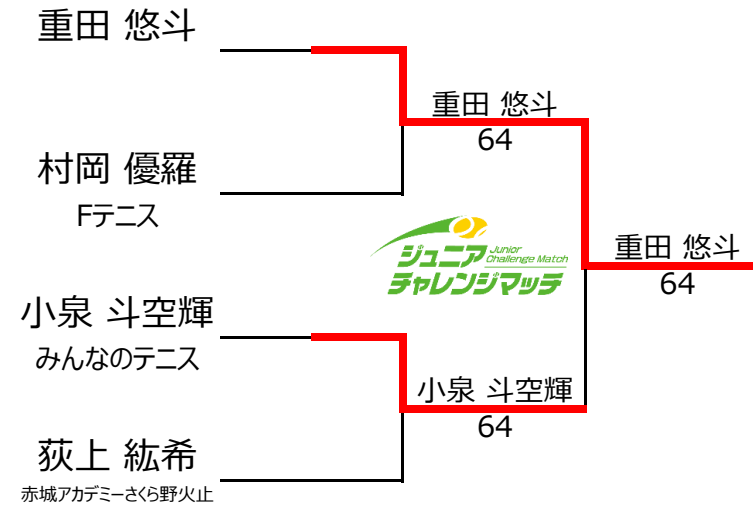 重田 悠斗
村岡 優羅
Fテニス
小泉 斗空輝
みんなのテニス
荻上 紘希
赤城アカデミーさくら野火止
重田 悠斗
64
小泉 斗空輝
64
ジュニア
Junior
Challenge Match
チャレンジマッチ
重田 悠斗
64